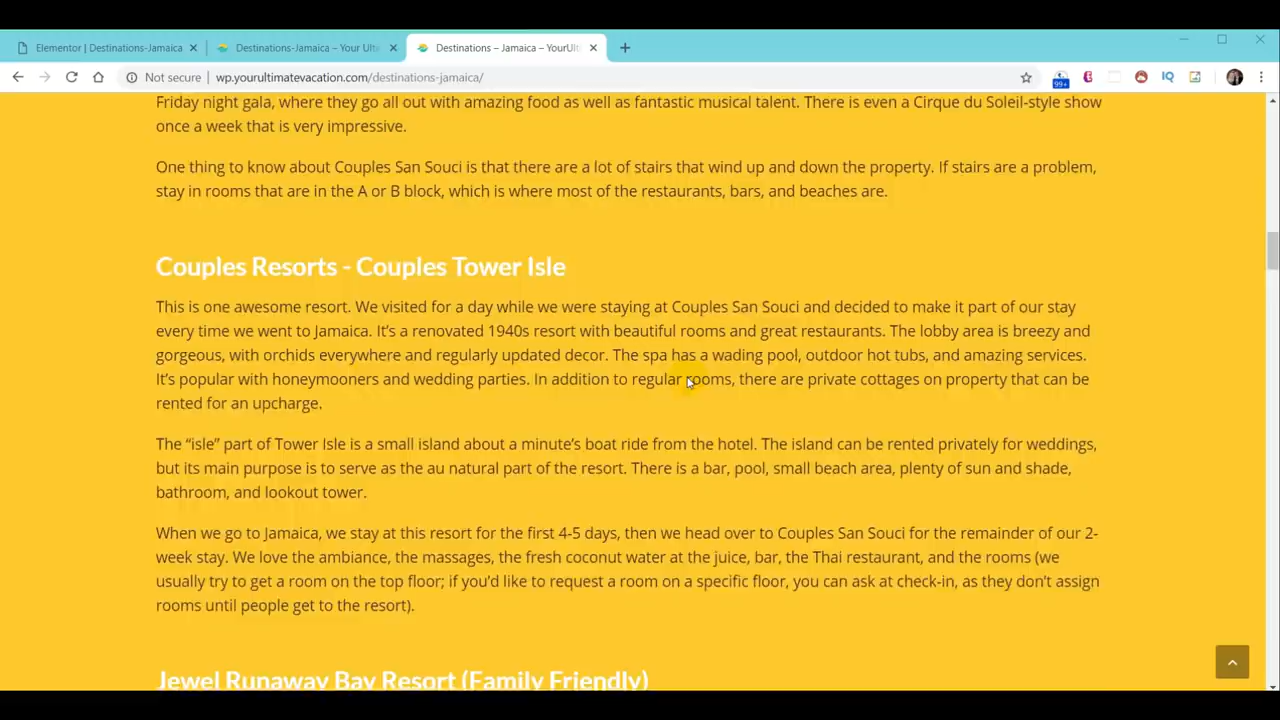 Elementor | Destinations-Jamaica
Destinations-Jamaica – Your Ulti
Destinations – Jamaica – YourUlt
Not secure | wp.yourultimatevacation.com/destinations-jamaica/
99+
IQ
Friday night gala, where they go all out with amazing food as well as fantastic musical talent. There is even a Cirque du Soleil-style show
once a week that is very impressive.
One thing to know about Couples San Souci is that there are a lot of stairs that wind up and down the property. If stairs are a problem,
stay in rooms that are in the A or B block, which is where most of the restaurants, bars, and beaches are.
Couples Resorts - Couples Tower Isle
This is one awesome resort. We visited for a day while we were staying at Couples San Souci and decided to make it part of our stay
every time we went to Jamaica. It’s a renovated 1940s resort with beautiful rooms and great restaurants. The lobby area is breezy and
gorgeous, with orchids everywhere and regularly updated decor. The spa has a wading pool, outdoor hot tubs, and amazing services.
It’s popular with honeymooners and wedding parties. In addition to regular rooms, there are private cottages on property that can be
rented for an upcharge.
The “isle” part of Tower Isle is a small island about a minute’s boat ride from the hotel. The island can be rented privately for weddings,
but its main purpose is to serve as the au natural part of the resort. There is a bar, pool, small beach area, plenty of sun and shade,
bathroom, and lookout tower.
When we go to Jamaica, we stay at this resort for the first 4-5 days, then we head over to Couples San Souci for the remainder of our 2-
week stay. We love the ambiance, the massages, the fresh coconut water at the juice, bar, the Thai restaurant, and the rooms (we
usually try to get a room on the top floor; if you’d like to request a room on a specific floor, you can ask at check-in, as they don’t assign
rooms until people get to the resort).
Jewel Runaway Bay Resort (Family Friendly)